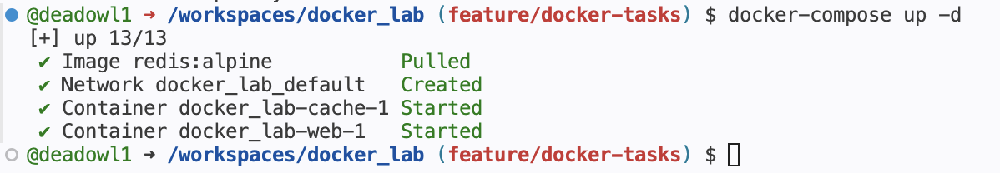 @deadowl1 → /workspaces/docker_lab (feature/docker-tasks) $ docker-compose up -d
[+] up 13/13
✔ Image redis:alpine Pulled
✔ Network docker_lab_default Created
✔ Container docker_lab-cache-1 Started
✔ Container docker_lab-web-1 Started
@deadowl1 → /workspaces/docker_lab (feature/docker-tasks) $